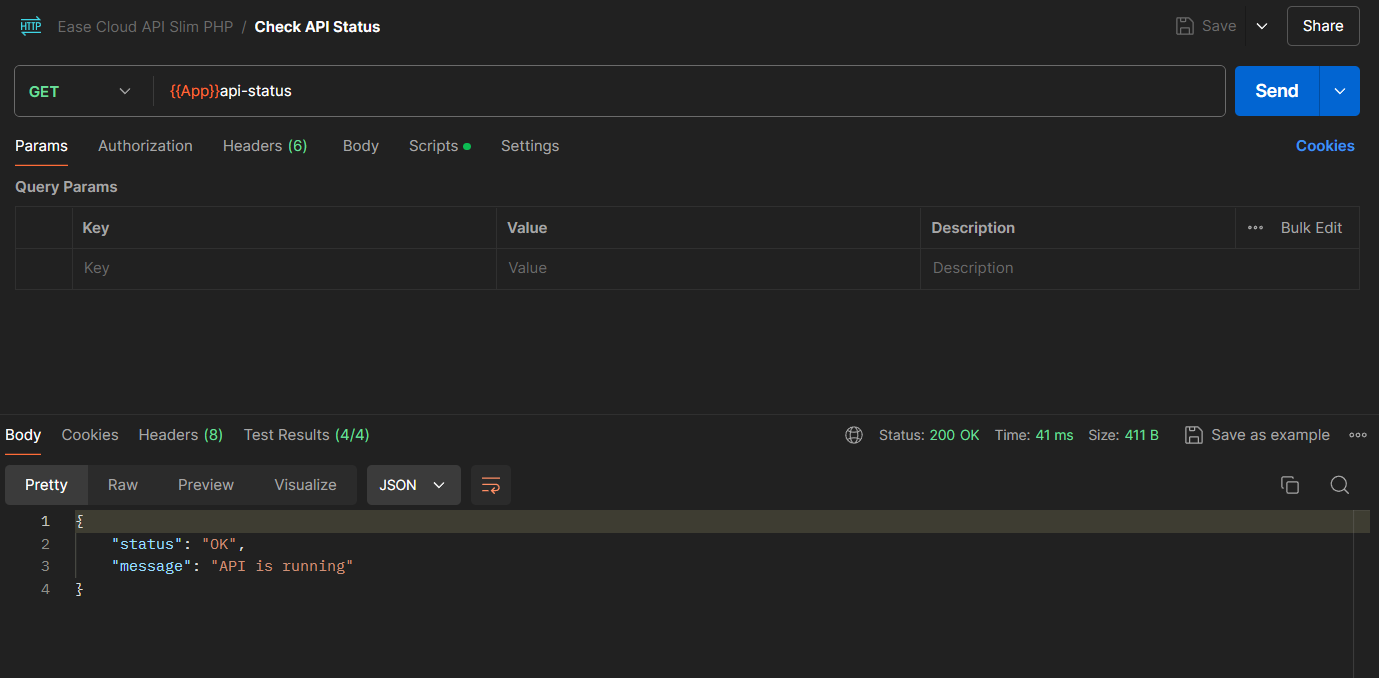 HTTP Ease Cloud API Slim PHP / Check API Status Save Share
GET {{App}}api-status Send
Params Authorization Headers (6) Body Scripts Settings Cookies
Query Params
Key Value Description Bulk Edit
Key Value Description
Body Cookies Headers (8) Test Results (4/4) Status: 200 OK Time: 41 ms Size: 411 B Save as example
Pretty Raw Preview Visualize JSON
1 {
2 "status": "OK",
3 "message": "API is running"
4 }